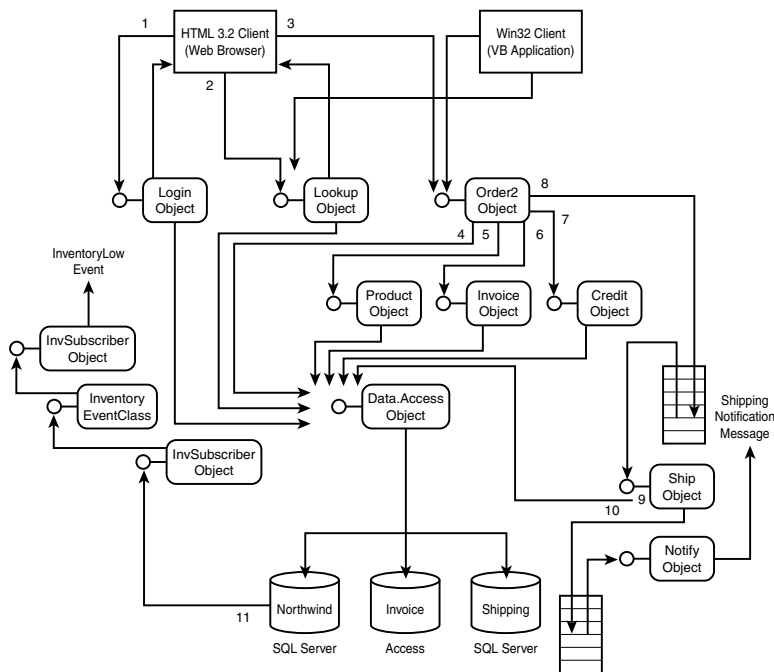 1
HTML 3.2 Client
(Web Browser)
3
Win32 Client
(VB Application)
2
Login
Object
Lookup
Object
Order2
Object
8
4
5
6
7
InventoryLow
Event
Product
Object
Invoice
Object
Credit
Object
InvSubscriber
Object
Inventory
EventClass
Data.Access
Object
Shipping
Notification
Message
InvSubscriber
Object
Ship
Object
9
10
Notify
Object
11
Northwind
Invoice
Shipping
SQL Server
Access
SQL Server